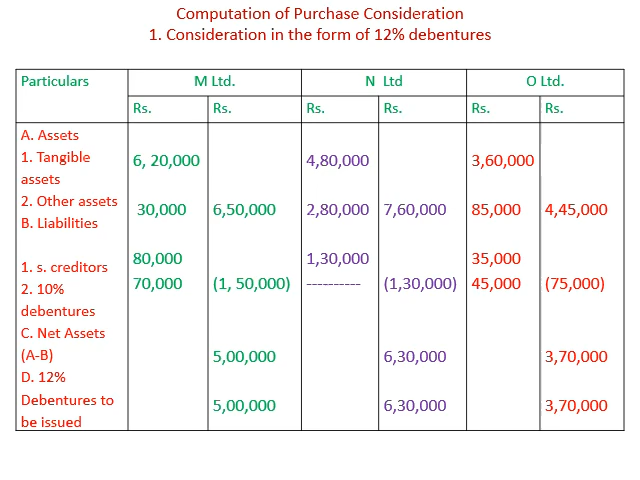 Computation of Purchase Consideration
1. Consideration in the form of 12% debentures
Particulars M Ltd. N Ltd O Ltd.
Rs. Rs. Rs. Rs. Rs. Rs.
A. Assets
1. Tangible 6, 20,000 4,80,000 3,60,000
assets
2. Other assets 30,000 6,50,000 2,80,000 7,60,000 85,000 4,45,000
B. Liabilities
1. s. creditors 80,000 1,30,000 35,000
2. 10% 70,000 (1, 50,000) ---------- (1,30,000) 45,000 (75,000)
debentures
C. Net Assets
(A-B) 5,00,000 6,30,000 3,70,000
D. 12%
Debentures to 5,00,000 6,30,000 3,70,000
be issued